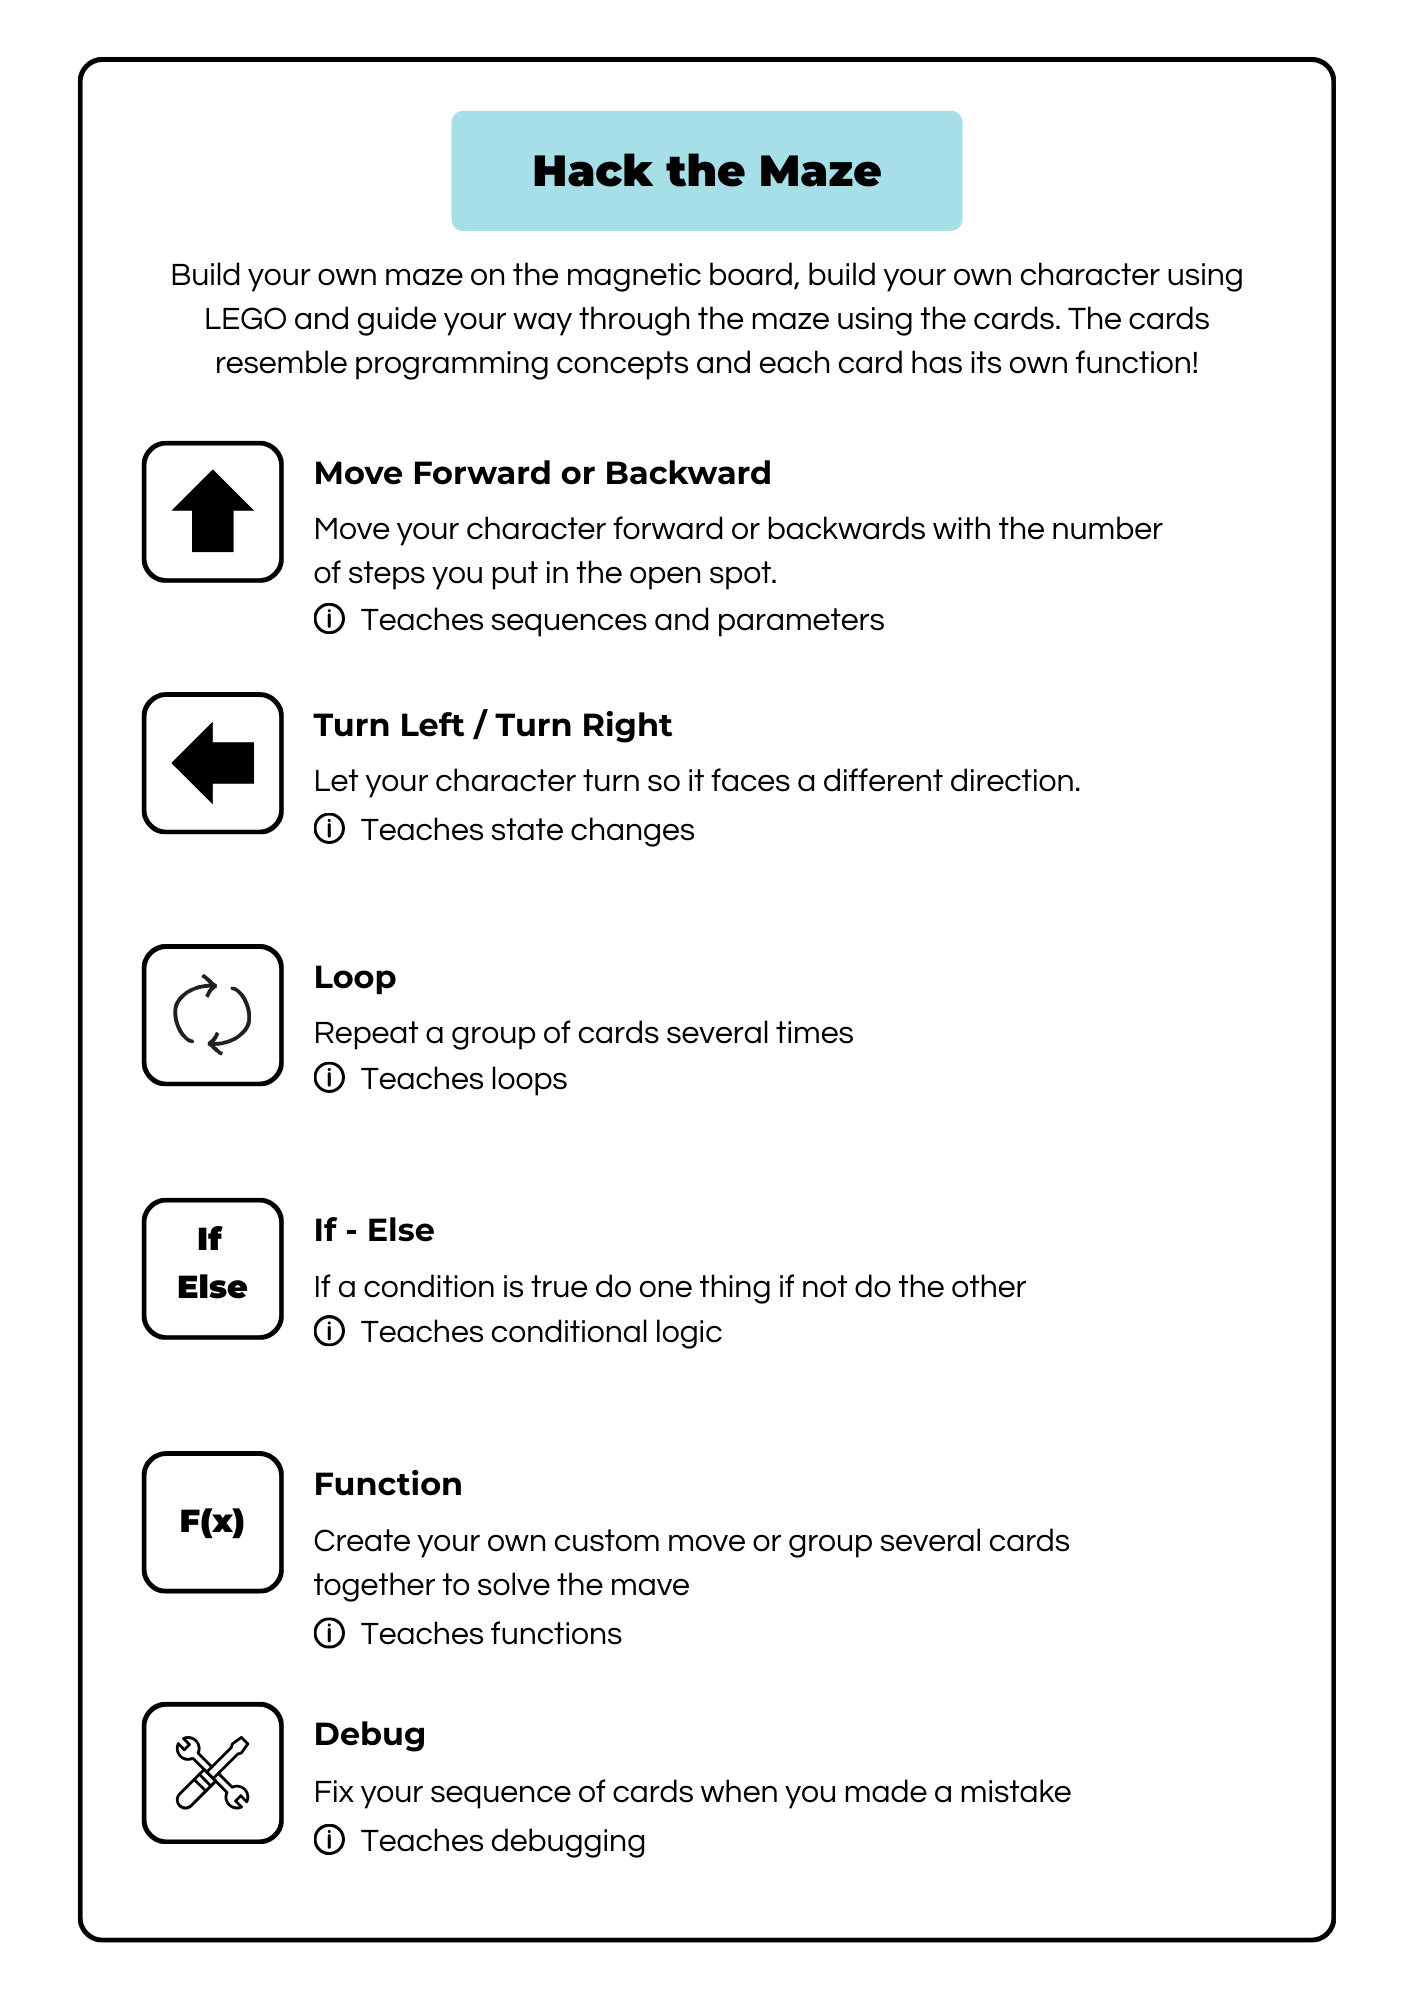 Hack the Maze
Build your own maze on the magnetic board, build your own character using
LEGO and guide your way through the maze using the cards. The cards
resemble programming concepts and each card has its own function!
Move Forward or Backward
Move your character forward or backwards with the number
of steps you put in the open spot.
Teaches sequences and parameters
Turn Left / Turn Right
Let your character turn so it faces a different direction.
Teaches state changes
Loop
Repeat a group of cards several times
Teaches loops
If
Else
If - Else
If a condition is true do one thing if not do the other
Teaches conditional logic
F(x)
Function
Create your own custom move or group several cards
together to solve the mave
Teaches functions
Debug
Fix your sequence of cards when you made a mistake
Teaches debugging